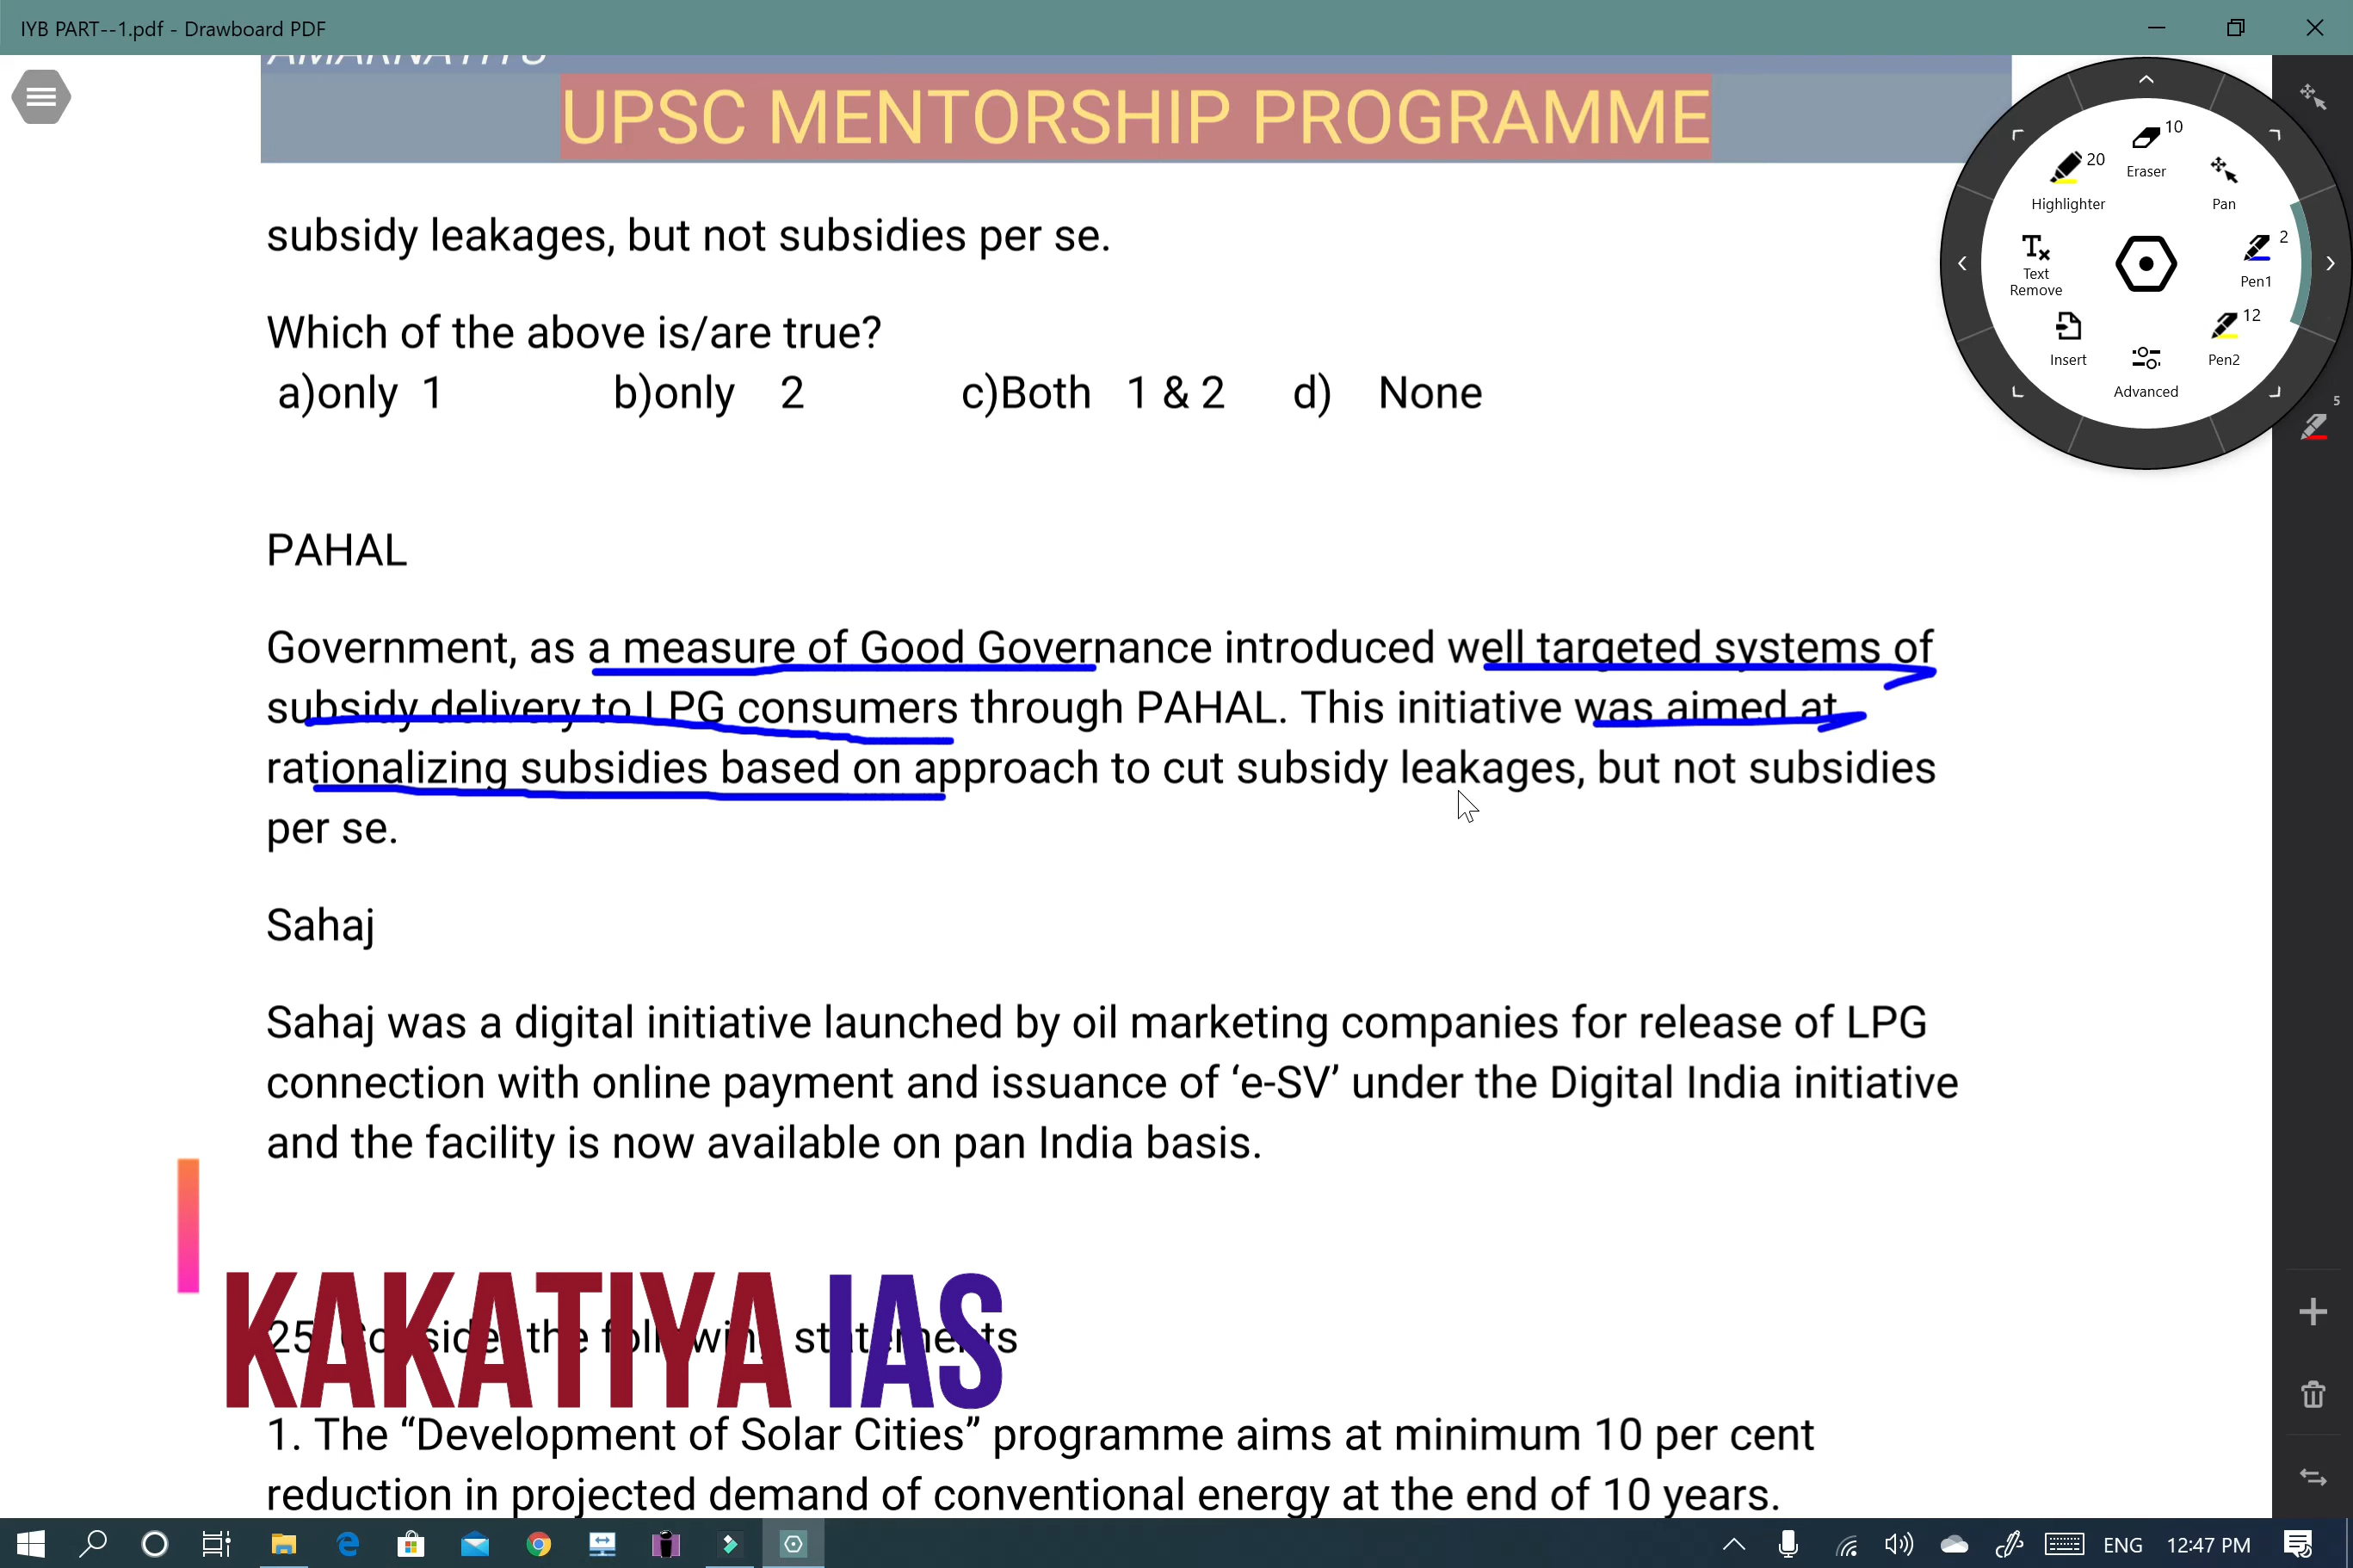 IYB PART--1.pdf - Drawboard PDF
UPSC MENTORSHIP PROGRAMME
subsidy leakages, but not subsidies per se.
Which of the above is/are true?
a)only 1 b)only 2 c)Both 1 & 2 d) None
PAHAL
Government, as a measure of Good Governance introduced well targeted systems of
subsidy delivery to LPG consumers through PAHAL. This initiative was aimed at
rationalizing subsidies based on approach to cut subsidy leakages, but not subsidies
per se.
Sahaj
Sahaj was a digital initiative launched by oil marketing companies for release of LPG
connection with online payment and issuance of ‘e-SV’ under the Digital India initiative
and the facility is now available on pan India basis.
KAKATIYA IAS
25. Consider the following statements
1. The “Development of Solar Cities” programme aims at minimum 10 per cent
reduction in projected demand of conventional energy at the end of 10 years.
10
Eraser
20
Highlighter
Pan
Text
Remove
2
Pen1
Insert
12
Pen2
Advanced
5
ENG 12:47 PM